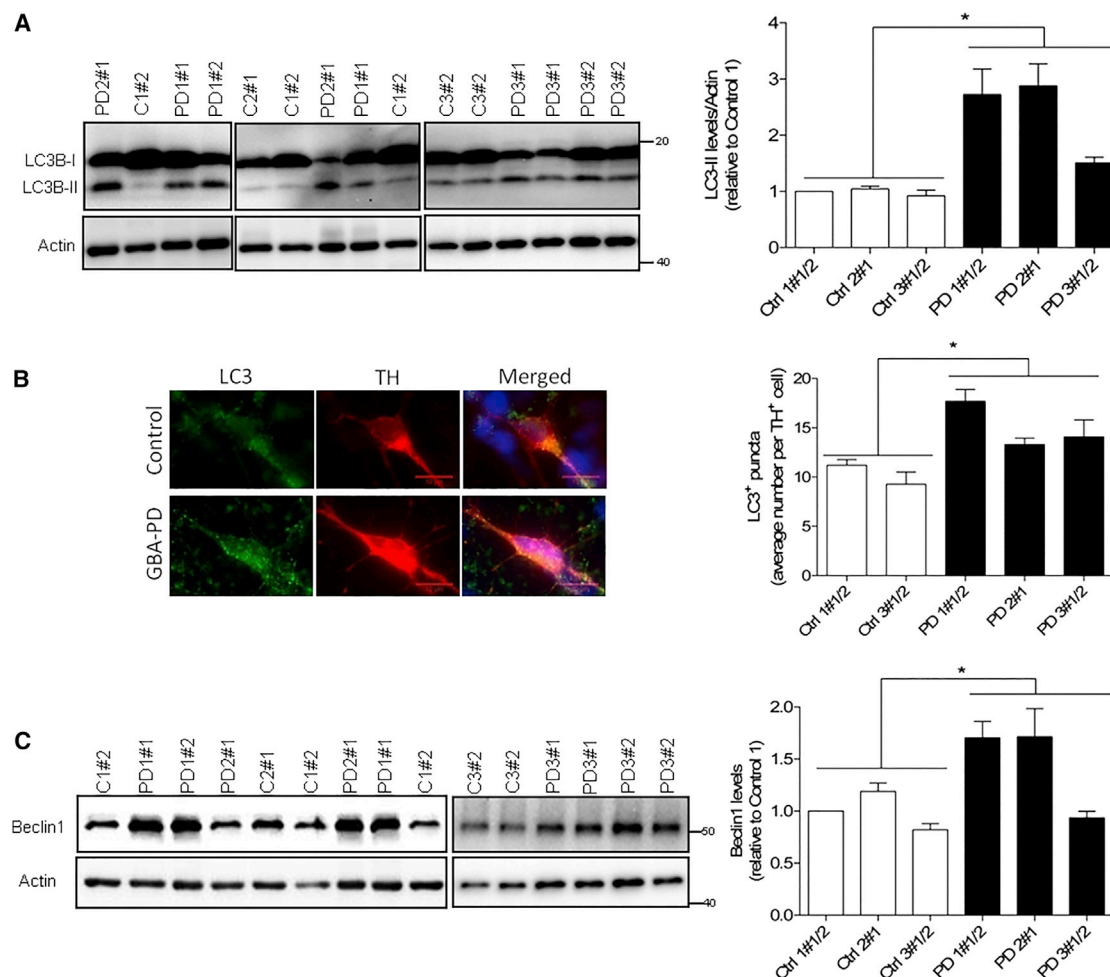 A
PD2#1
C1#2
PD1#1
PD1#2
C2#1
C1#2
PD2#1
PD1#1
C1#2
C3#2
C3#2
PD3#1
PD3#1
PD3#2
PD3#2
LC3B-I
LC3B-II
Actin
20
40
LC3-II levels/Actin
(relative to Control 1)
4
3
2
1
0
*
Ctrl 1#1/2
Ctrl 2#1
Ctrl 3#1/2
PD 1#1/2
PD 2#1
PD 3#1/2
B
LC3
TH
Merged
Control
GBA-PD
LC3+ puncta
(average number per TH+ cell)
20
15
10
5
0
*
Ctrl 1#1/2
Ctrl 3#1/2
PD 1#1/2
PD 2#1
PD 3#1/2
C
C1#2
PD1#1
PD1#2
PD2#1
C2#1
C1#2
PD2#1
PD1#1
C1#2
C3#2
C3#2
PD3#1
PD3#1
PD3#2
PD3#2
Beclin1
Actin
50
40
Beclin1 levels
(relative to Control 1)
2.0
1.5
1.0
0.5
0.0
*
Ctrl 1#1/2
Ctrl 2#1
Ctrl 3#1/2
PD 1#1/2
PD 2#1
PD 3#1/2